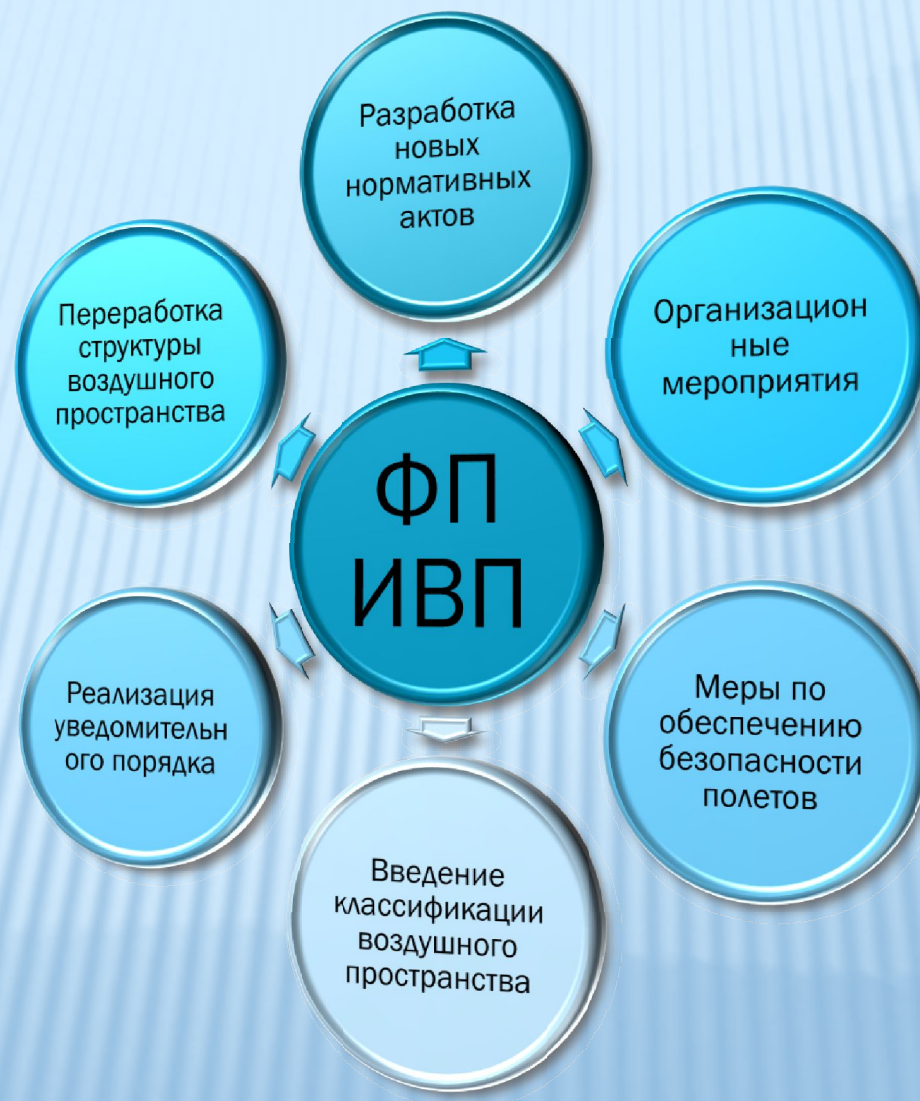 Разработка
новых
нормативных
актов
Организацион
ные
мероприятия
Меры по
обеспечению
безопасности
полетов
Введение
классификации
воздушного
пространства
Реализация
уведомительн
ого порядка
Переработка
структуры
воздушного
пространства
ФП
ИВП